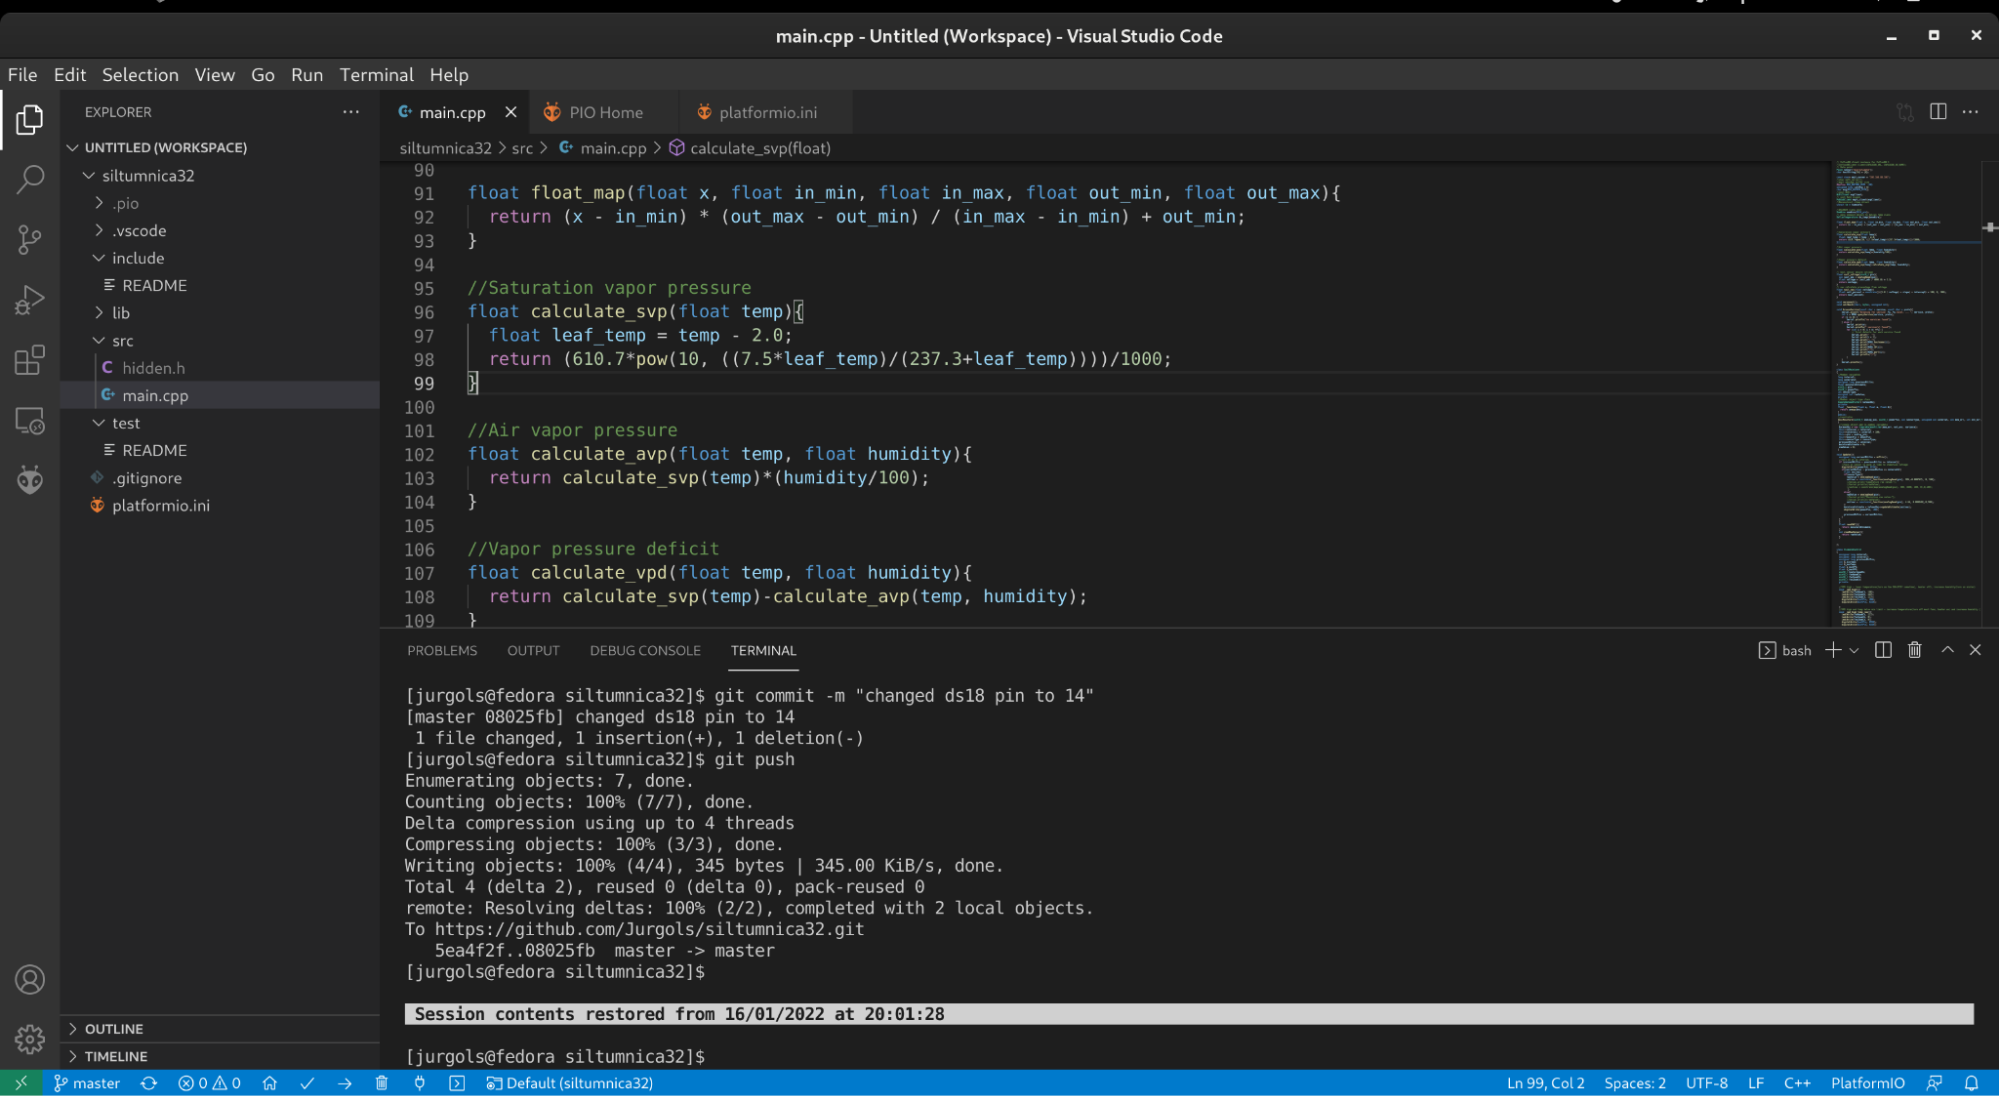 main.cpp - Untitled (Workspace) - Visual Studio Code
File Edit Selection View Go Run Terminal Help
EXPLORER
UNTITLED (WORKSPACE)
siltumnica32
.pio
.vscode
include
README
lib
src
hidden.h
main.cpp
test
README
.gitignore
platformio.ini
OUTLINE
TIMELINE
main.cpp PIO Home platformio.ini
siltumnica32 > src > main.cpp > calculate_svp(float)
90
91 float float_map(float x, float in_min, float in_max, float out_min, float out_max){
92 return (x - in_min) * (out_max - out_min) / (in_max - in_min) + out_min;
93 }
94
95 //Saturation vapor pressure
96 float calculate_svp(float temp){
97 float leaf_temp = temp - 2.0;
98 return (610.7*pow(10, ((7.5*leaf_temp)/(237.3+leaf_temp))))/1000;
99 }
100
101 //Air vapor pressure
102 float calculate_avp(float temp, float humidity){
103 return calculate_svp(temp)*(humidity/100);
104 }
105
106 //Vapor pressure deficit
107 float calculate_vpd(float temp, float humidity){
108 return calculate_svp(temp)-calculate_avp(temp, humidity);
109 }
PROBLEMS OUTPUT DEBUG CONSOLE TERMINAL bash
[jurgols@fedora siltumnica32]$ git commit -m "changed ds18 pin to 14"
[master 08025fb] changed ds18 pin to 14
1 file changed, 1 insertion(+), 1 deletion(-)
[jurgols@fedora siltumnica32]$ git push
Enumerating objects: 7, done.
Counting objects: 100% (7/7), done.
Delta compression using up to 4 threads
Compressing objects: 100% (3/3), done.
Writing objects: 100% (4/4), 345 bytes | 345.00 KiB/s, done.
Total 4 (delta 2), reused 0 (delta 0), pack-reused 0
remote: Resolving deltas: 100% (2/2), completed with 2 local objects.
To https://github.com/Jurgols/siltumnica32.git
5ea4f2f..08025fb master -> master
[jurgols@fedora siltumnica32]$
Session contents restored from 16/01/2022 at 20:01:28
[jurgols@fedora siltumnica32]$
master 0 0 Default (siltumnica32) Ln 99, Col 2 Spaces: 2 UTF-8 LF C++ PlatformIO